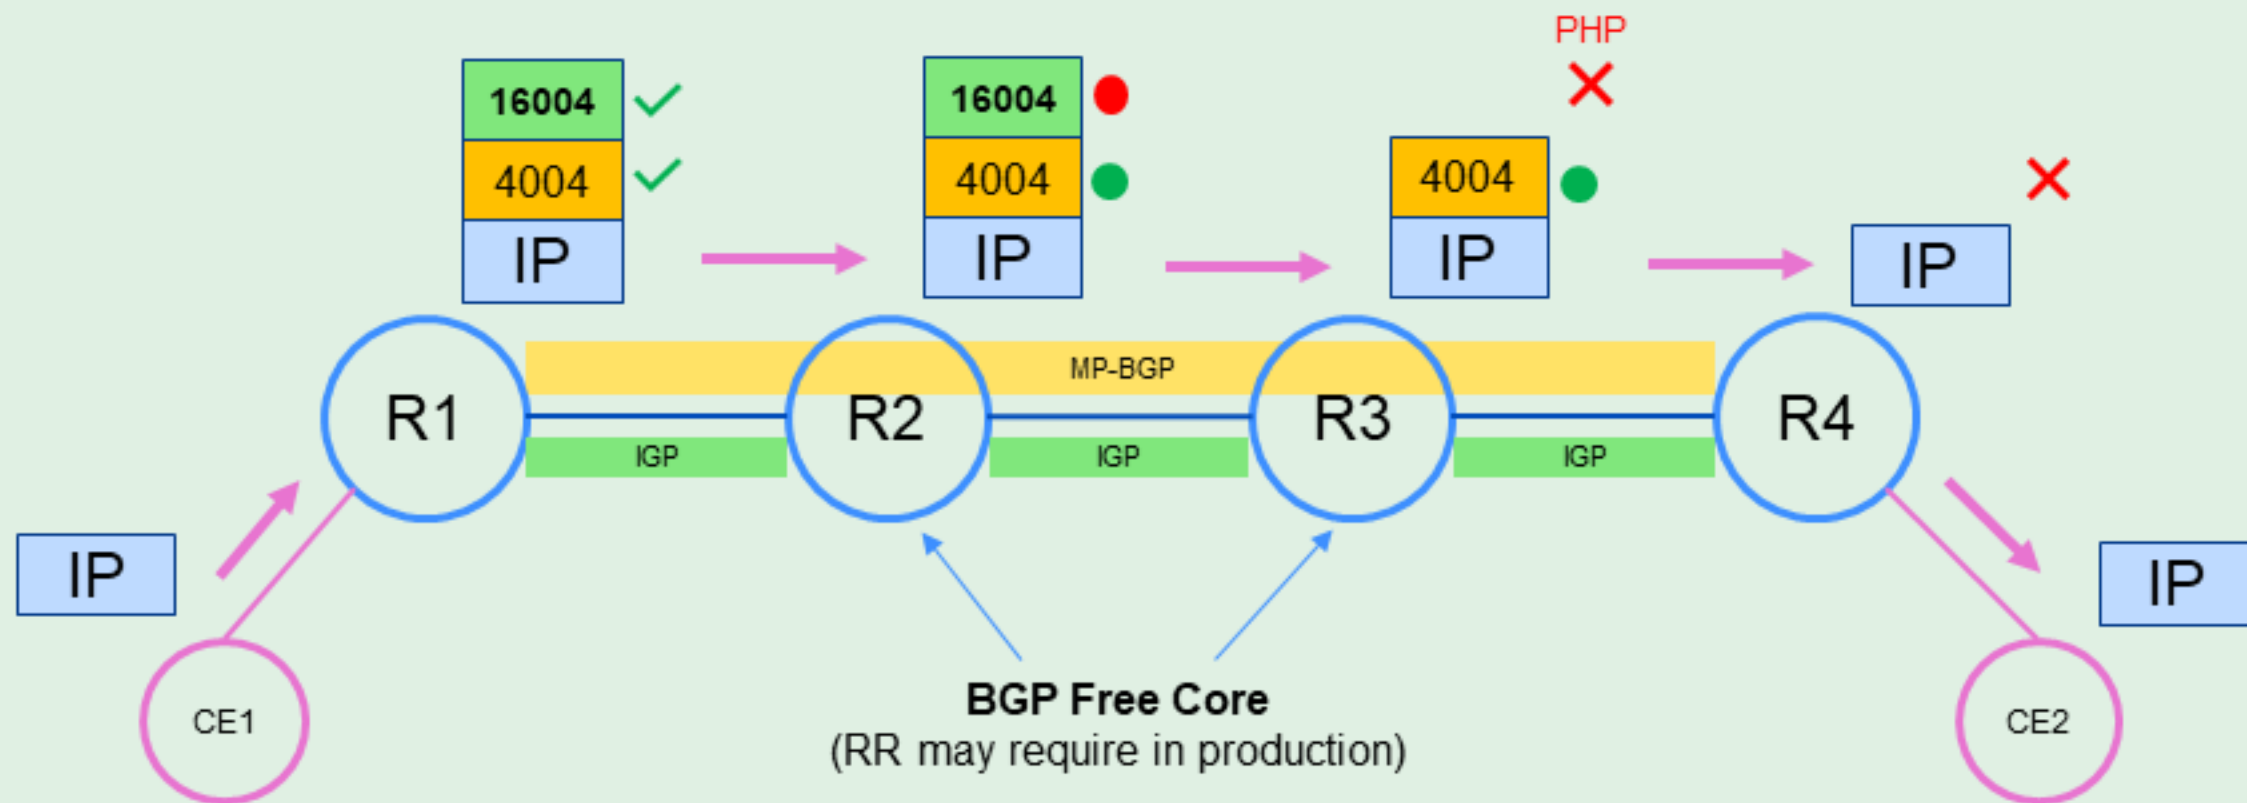 PHP
16004
16004
4004
4004
4004
IP
IP
IP
IP
MP-BGP
R1
R2
R3
R4
IGP
IGP
IGP
IP
IP
BGP Free Core
(RR may require in production)
CE1
CE2